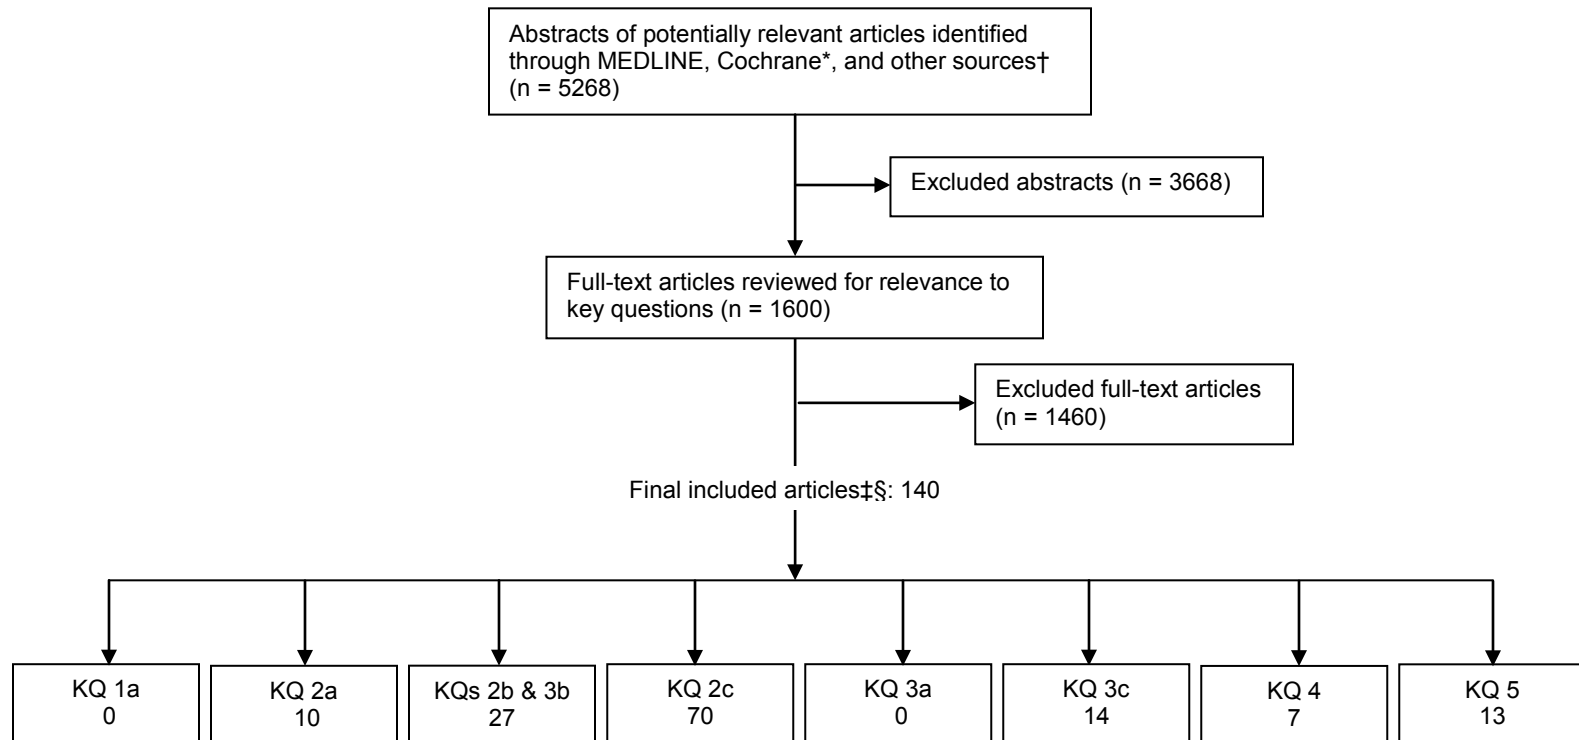 Abstracts of potentially relevant articles identified
through MEDLINE, Cochrane*, and other sources†
(n = 5268)
Excluded abstracts (n = 3668)
Full-text articles reviewed for relevance to
key questions (n = 1600)
Excluded full-text articles
(n = 1460)
Final included articles‡§: 140
KQ 1a
0
KQ 2a
10
KQs 2b & 3b
27
KQ 2c
70
KQ 3a
0
KQ 3c
14
KQ 4
7
KQ 5
13